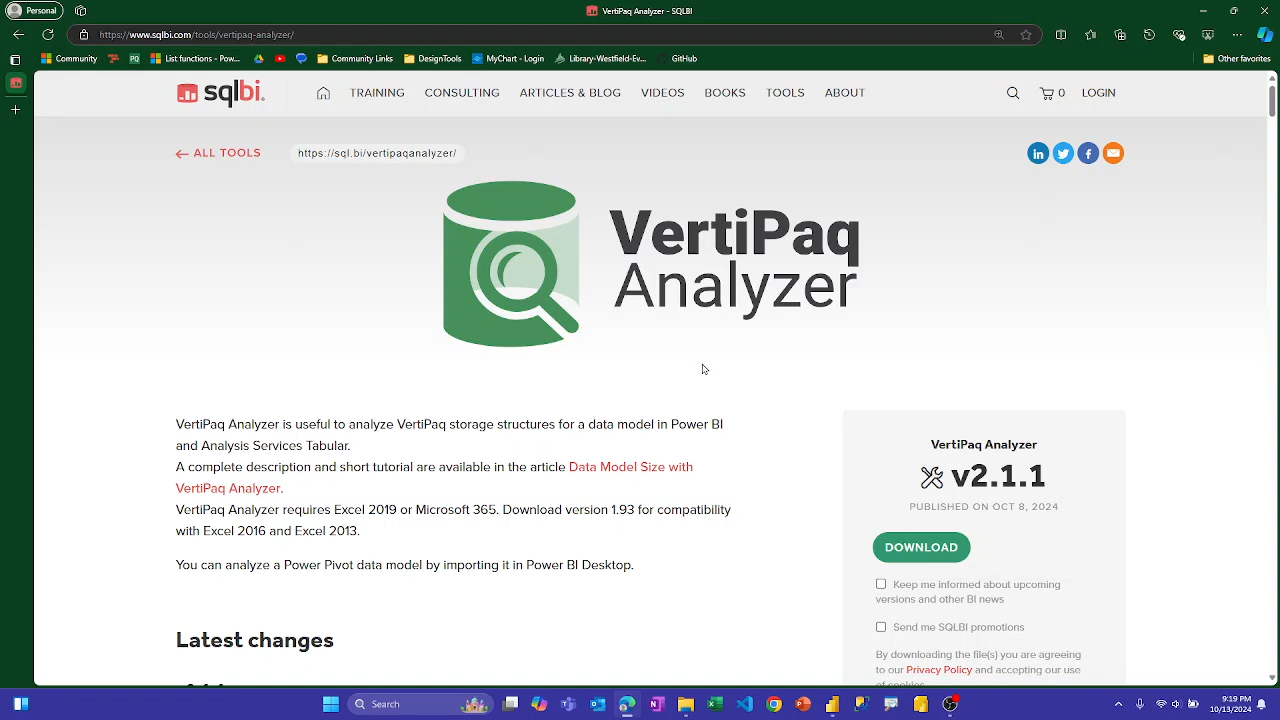 Personal
VertiPaq Analyzer - SQLBI
https://www.sqlbi.com/tools/vertipaq-analyzer/
Community
PQ
List functions - Pow...
Community Links
DesignTools
MyChart - Login
Library-Westfield-Ev...
GitHub
Other favorites
sqlbi.
TRAINING
CONSULTING
ARTICLES & BLOG
VIDEOS
BOOKS
TOOLS
ABOUT
0
LOGIN
ALL TOOLS
https://sql.bi/vertipaqanalyzer/
VertiPaq
Analyzer
VertiPaq Analyzer is useful to analyze VertiPaq storage structures for a data model in Power BI
and Analysis Services Tabular.
A complete description and short tutorial are available in the article Data Model Size with
VertiPaq Analyzer.
VertiPaq Analyzer requires Excel 2019 or Microsoft 365. Download version 1.93 for compatibility
with Excel 2016 and Excel 2013.
You can analyze a Power Pivot data model by importing it in Power BI Desktop.
Latest changes
VertiPaq Analyzer
v2.1.1
PUBLISHED ON OCT 8, 2024
DOWNLOAD
Keep me informed about upcoming
versions and other BI news
Send me SQLBI promotions
By downloading the file(s) you are agreeing
to our Privacy Policy and accepting our use
of cookies
Search
9:39 PM
10/13/2024